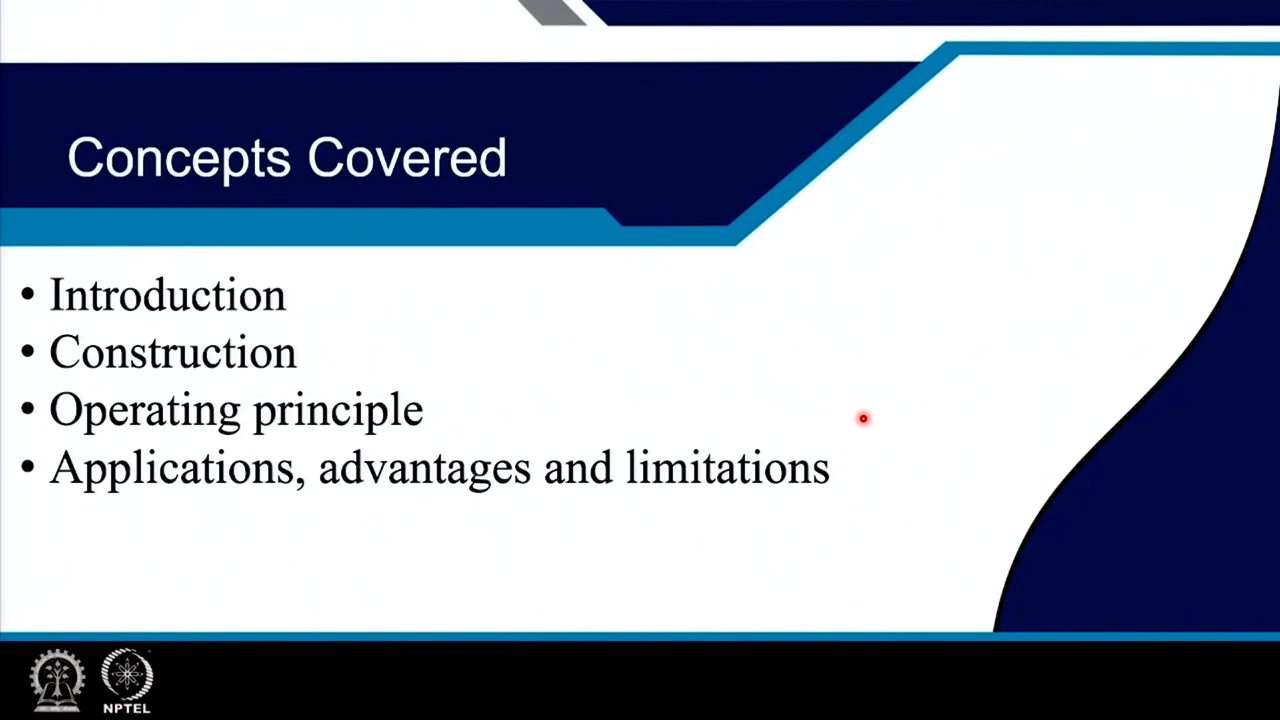 Concepts Covered
• Introduction
• Construction
• Operating principle
• Applications, advantages and limitations
NPTEL